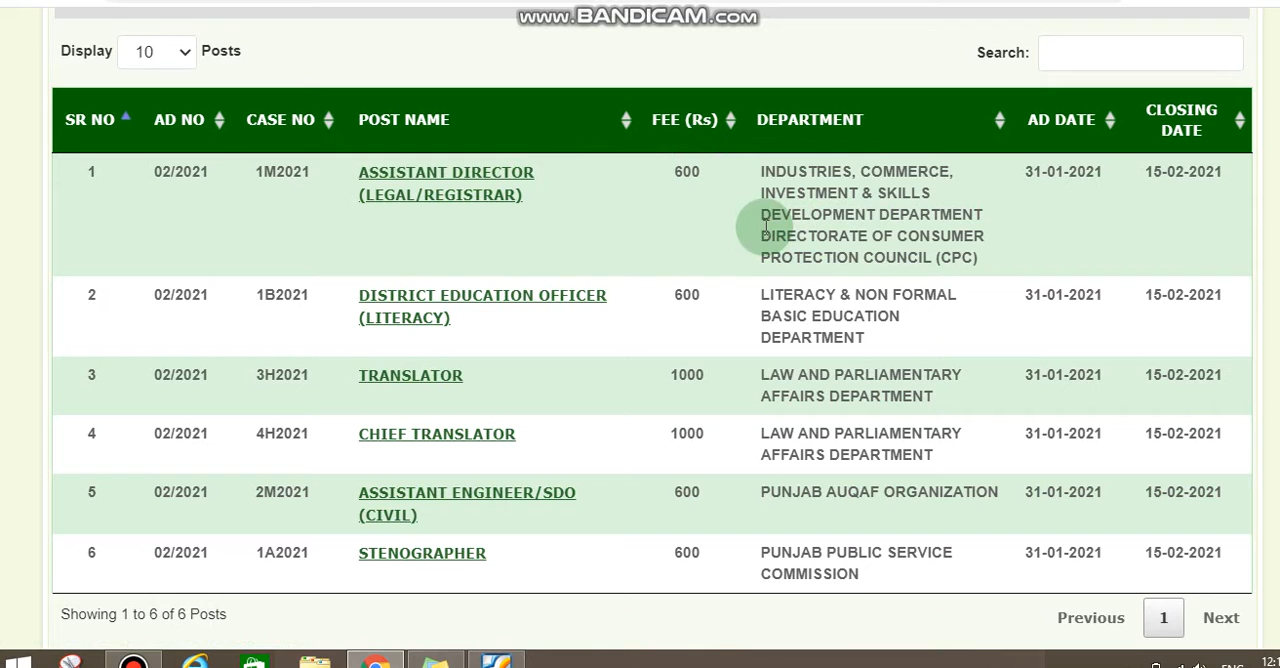 www.BANDICAM.com
Display 10 Posts
Search:
SR NO AD NO CASE NO POST NAME FEE (Rs) DEPARTMENT AD DATE CLOSING DATE
1 02/2021 1M2021 ASSISTANT DIRECTOR (LEGAL/REGISTRAR) 600 INDUSTRIES, COMMERCE, INVESTMENT & SKILLS DEVELOPMENT DEPARTMENT DIRECTORATE OF CONSUMER PROTECTION COUNCIL (CPC) 31-01-2021 15-02-2021
2 02/2021 1B2021 DISTRICT EDUCATION OFFICER (LITERACY) 600 LITERACY & NON FORMAL BASIC EDUCATION DEPARTMENT 31-01-2021 15-02-2021
3 02/2021 3H2021 TRANSLATOR 1000 LAW AND PARLIAMENTARY AFFAIRS DEPARTMENT 31-01-2021 15-02-2021
4 02/2021 4H2021 CHIEF TRANSLATOR 1000 LAW AND PARLIAMENTARY AFFAIRS DEPARTMENT 31-01-2021 15-02-2021
5 02/2021 2M2021 ASSISTANT ENGINEER/SDO (CIVIL) 600 PUNJAB AUQAF ORGANIZATION 31-01-2021 15-02-2021
6 02/2021 1A2021 STENOGRAPHER 600 PUNJAB PUBLIC SERVICE COMMISSION 31-01-2021 15-02-2021
Showing 1 to 6 of 6 Posts
Previous 1 Next